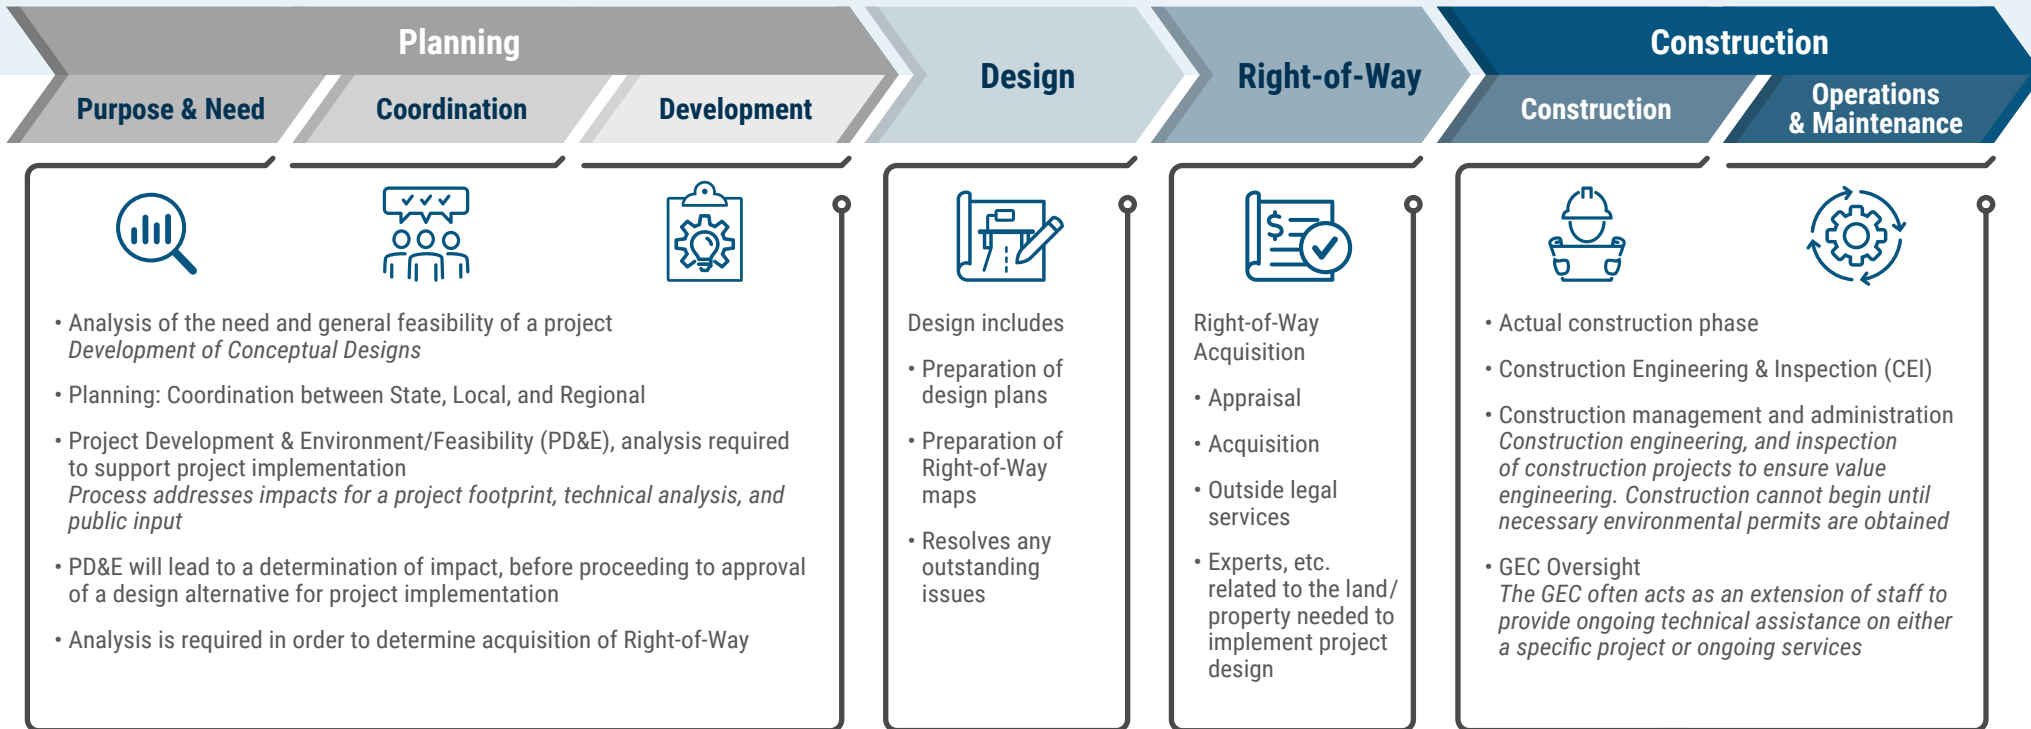 Planning
Purpose & Need
Coordination
Development
Design
Right-of-Way
Construction
Construction
Operations
& Maintenance
• Analysis of the need and general feasibility of a project
Development of Conceptual Designs
• Planning: Coordination between State, Local, and Regional
• Project Development & Environment/Feasibility (PD&E), analysis required
to support project implementation
Process addresses impacts for a project footprint, technical analysis, and
public input
• PD&E will lead to a determination of impact, before proceeding to approval
of a design alternative for project implementation
• Analysis is required in order to determine acquisition of Right-of-Way
Design includes
• Preparation of
design plans
• Preparation of
Right-of-Way
maps
• Resolves any
outstanding
issues
$
Right-of-Way
Acquisition
• Appraisal
• Acquisition
• Outside legal
services
• Experts, etc.
related to the land/
property needed to
implement project
design
• Actual construction phase
• Construction Engineering & Inspection (CEI)
• Construction management and administration
Construction engineering, and inspection
of construction projects to ensure value
engineering. Construction cannot begin until
necessary environmental permits are obtained
• GEC Oversight
The GEC often acts as an extension of staff to
provide ongoing technical assistance on either
a specific project or ongoing services